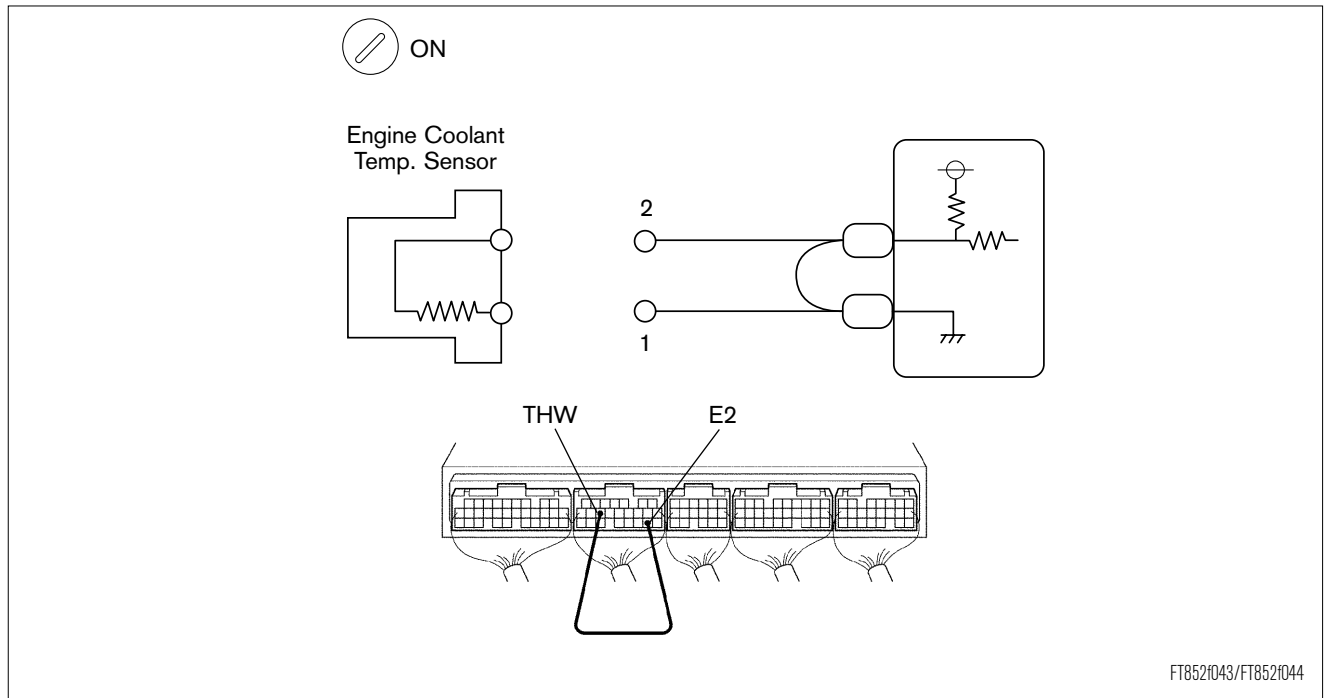 ON
Engine Coolant
Temp. Sensor
2
1
THW
E2
FT852f043/FT852f044